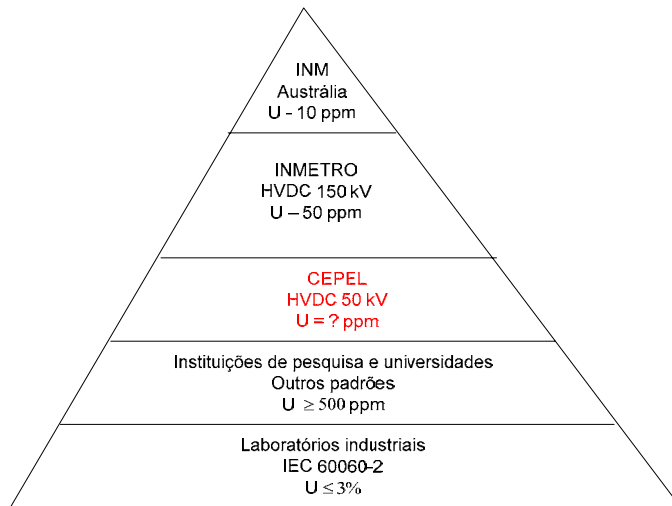 INM
Austrália
U - 10 ppm
INMETRO
HVDC 150 kV
U – 50 ppm
CEPEL
HVDC 50 kV
U = ? ppm
Instituições de pesquisa e universidades
Outros padrões
U ≥ 500 ppm
Laboratórios industriais
IEC 60060-2
U ≤ 3%